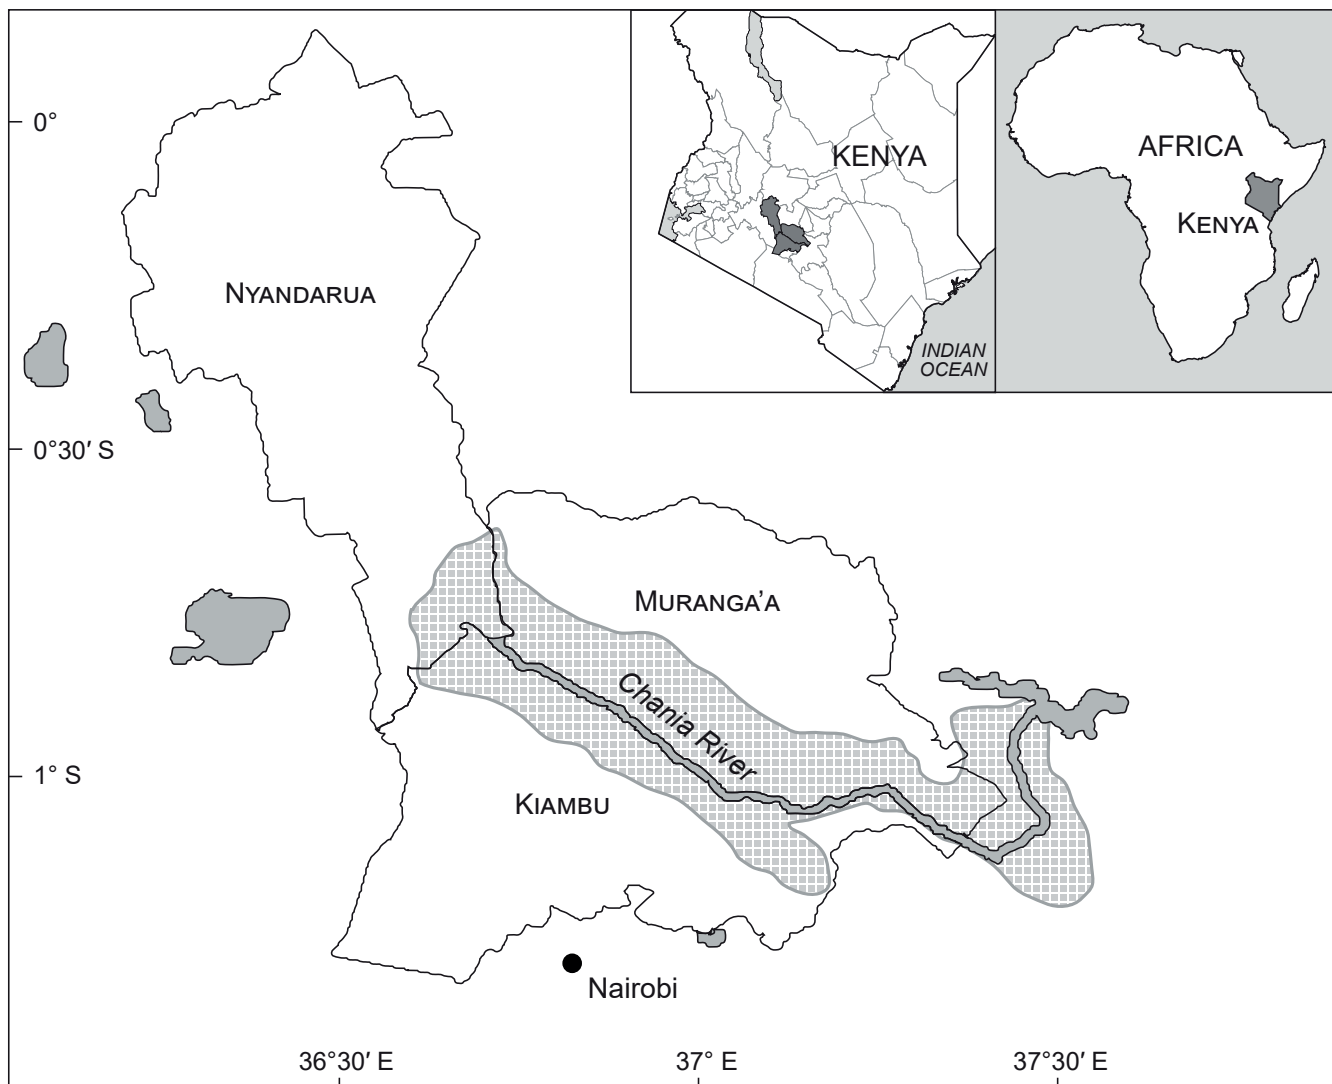 0°
KENYA
AFRICA
KENYA
NYANDARUA
INDIAN
OCEAN
0°30′ S
MURANGA’A
Chania River
1° S
KIAMBU
Nairobi
36°30′ E
37° E
37°30′ E